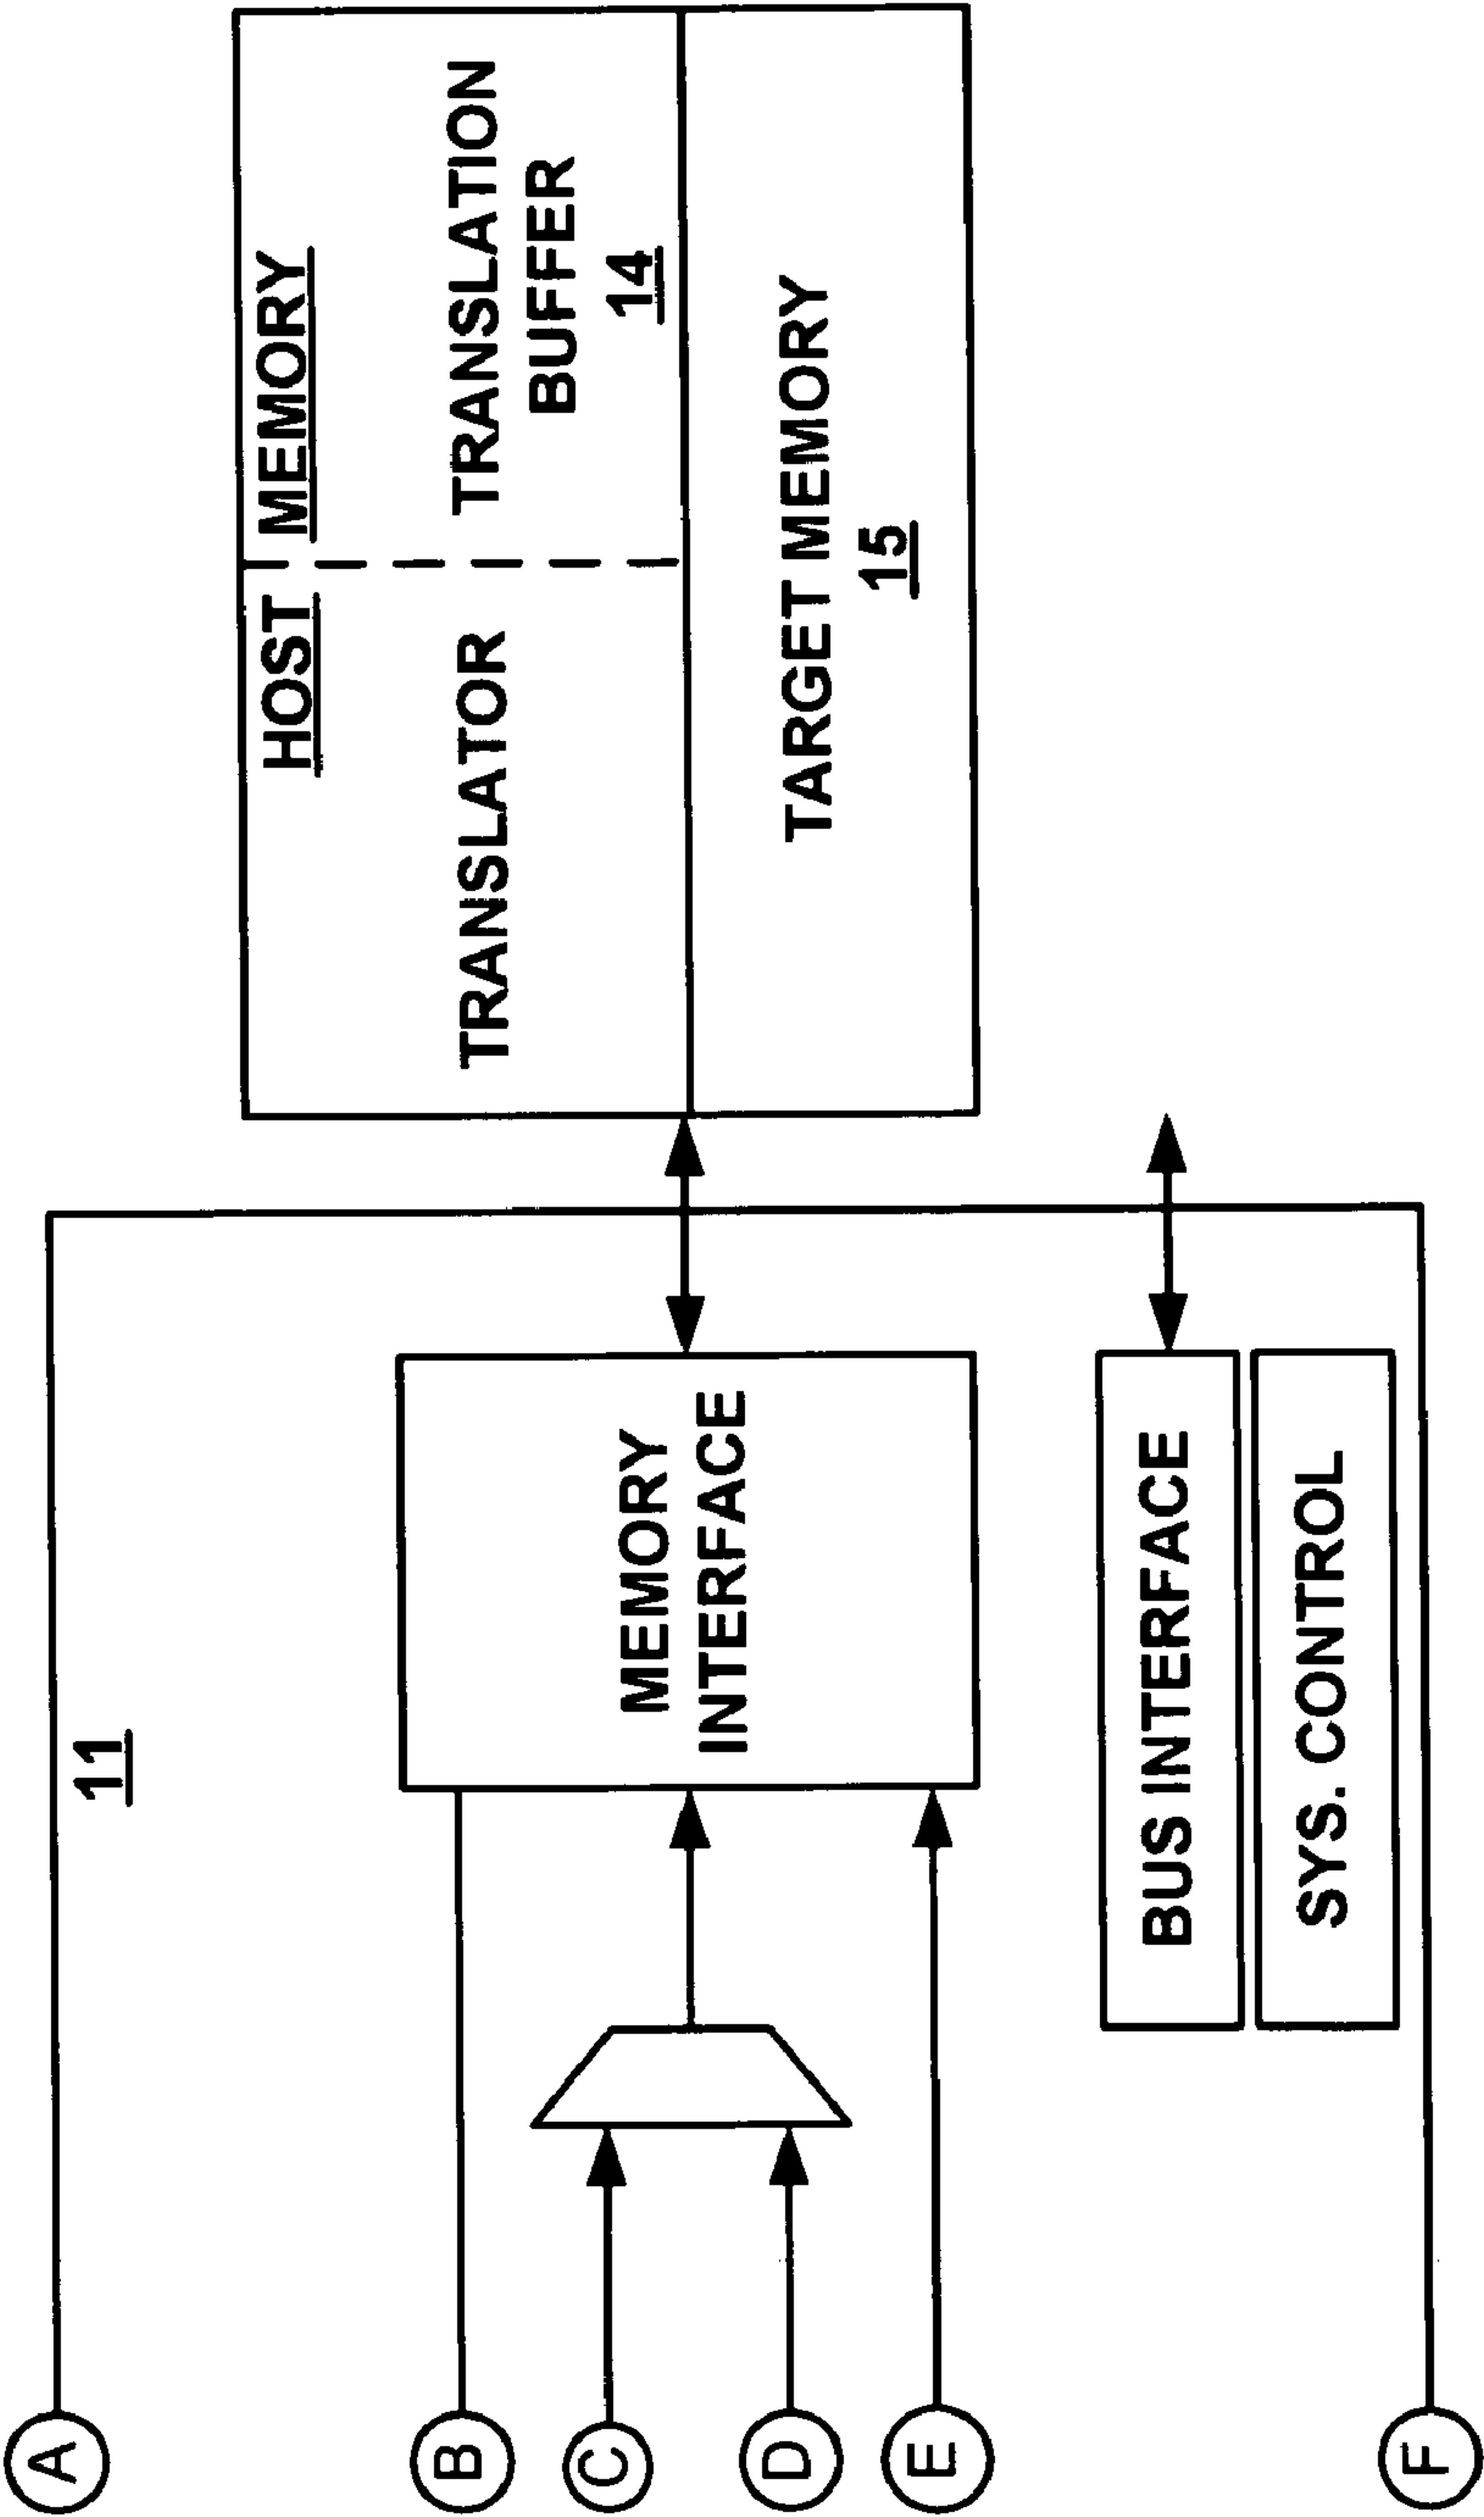 A
11
B
C
D
E
F
MEMORY
INTERFACE
BUS INTERFACE
SYS. CONTROL
HOST MEMORY
TRANSLATOR
TRANSLATION
BUFFER
14
TARGET MEMORY
15